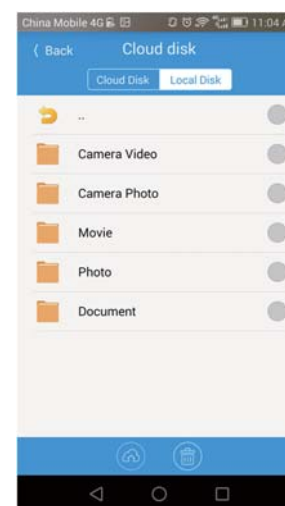 China Mobile 4G 11:04
Back Cloud disk
Cloud Disk Local Disk
..
Camera Video
Camera Photo
Movie
Photo
Document